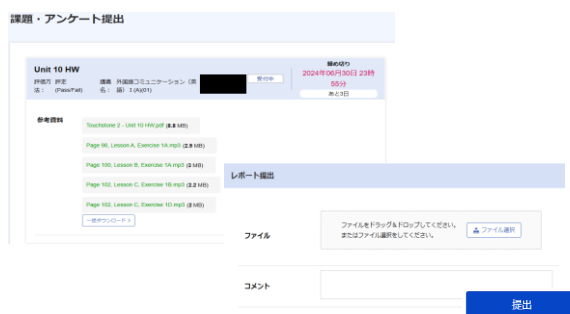 課題・アンケート提出
Unit 10 HW
評価方法： 評定(Pass/Fail)
講義名： 外国語コミュニケーション（英語）3 (A)(01)
受付中
締め切り
2024年06月30日 23時55分
あと3日
参考資料
Touchstone 2 - Unit 10 HW.pdf (8.8 MB)
Page 98, Lesson A, Exercise 1A.mp3 (2.9 MB)
Page 100, Lesson B, Exercise 1A.mp3 (3 MB)
Page 102, Lesson C, Exercise 1B.mp3 (2.2 MB)
Page 102, Lesson C, Exercise 1D.mp3 (2 MB)
一括ダウンロード
レポート提出
ファイル
ファイルをドラッグ＆ドロップしてください。
またはファイル選択をしてください。
ファイル選択
コメント
提出